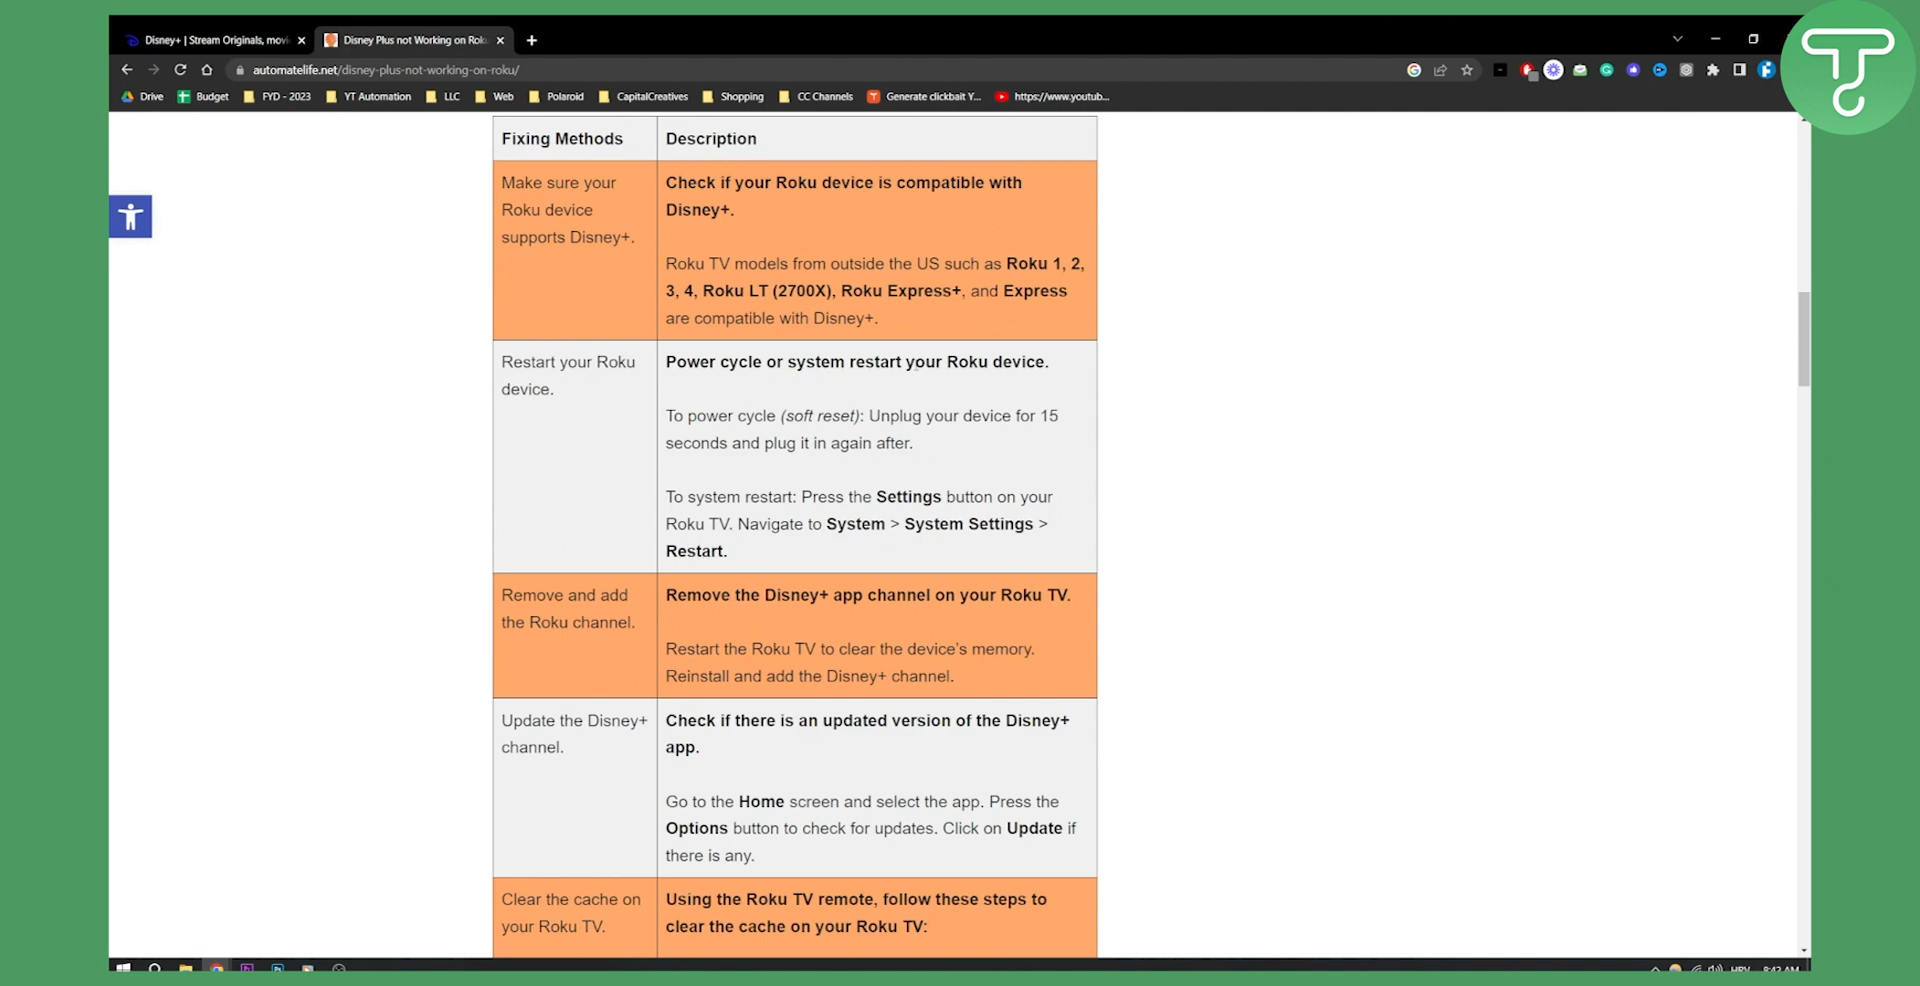 Disney+ | Stream Originals, movi
Disney Plus not Working on Roku
automatelife.net/disney-plus-not-working-on-roku/
Drive
Budget
FYD - 2023
YT Automation
LLC
Web
Polaroid
CapitalCreatives
Shopping
CC Channels
Generate clickbait Y...
https://www.youtub...
Fixing Methods
Description
Make sure your
Roku device
supports Disney+.
Check if your Roku device is compatible with
Disney+.
Roku TV models from outside the US such as Roku 1, 2,
3, 4, Roku LT (2700X), Roku Express+, and Express
are compatible with Disney+.
Restart your Roku
device.
Power cycle or system restart your Roku device.
To power cycle (soft reset): Unplug your device for 15
seconds and plug it in again after.
To system restart: Press the Settings button on your
Roku TV. Navigate to System > System Settings >
Restart.
Remove and add
the Roku channel.
Remove the Disney+ app channel on your Roku TV.
Restart the Roku TV to clear the device's memory.
Reinstall and add the Disney+ channel.
Update the Disney+
channel.
Check if there is an updated version of the Disney+
app.
Go to the Home screen and select the app. Press the
Options button to check for updates. Click on Update if
there is any.
Clear the cache on
your Roku TV.
Using the Roku TV remote, follow these steps to
clear the cache on your Roku TV:
HRV
8:42 AM